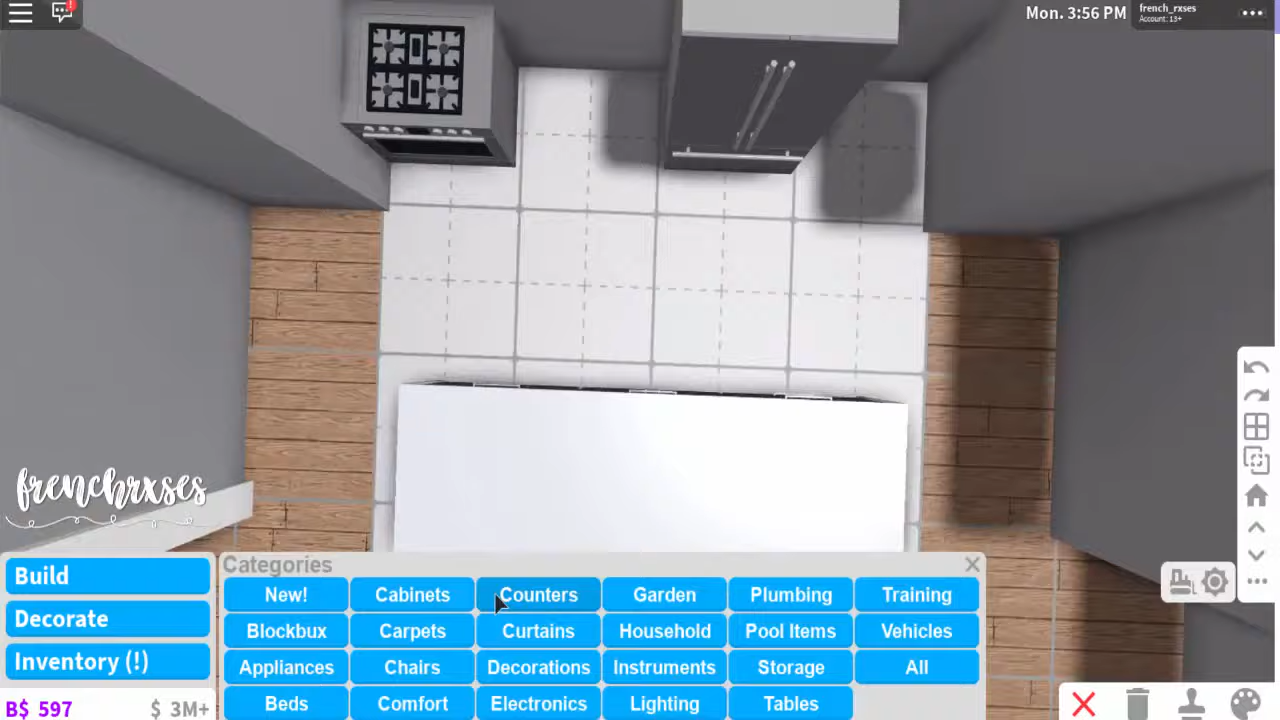 Mon. 3:56 PM
french_rxses
Account: 13+
frenchrxses
Build
Decorate
Inventory (!)
B$ 597 $ 3M+
Categories
New! Cabinets Counters Garden Plumbing Training
Blockbux Carpets Curtains Household Pool Items Vehicles
Appliances Chairs Decorations Instruments Storage All
Beds Comfort Electronics Lighting Tables